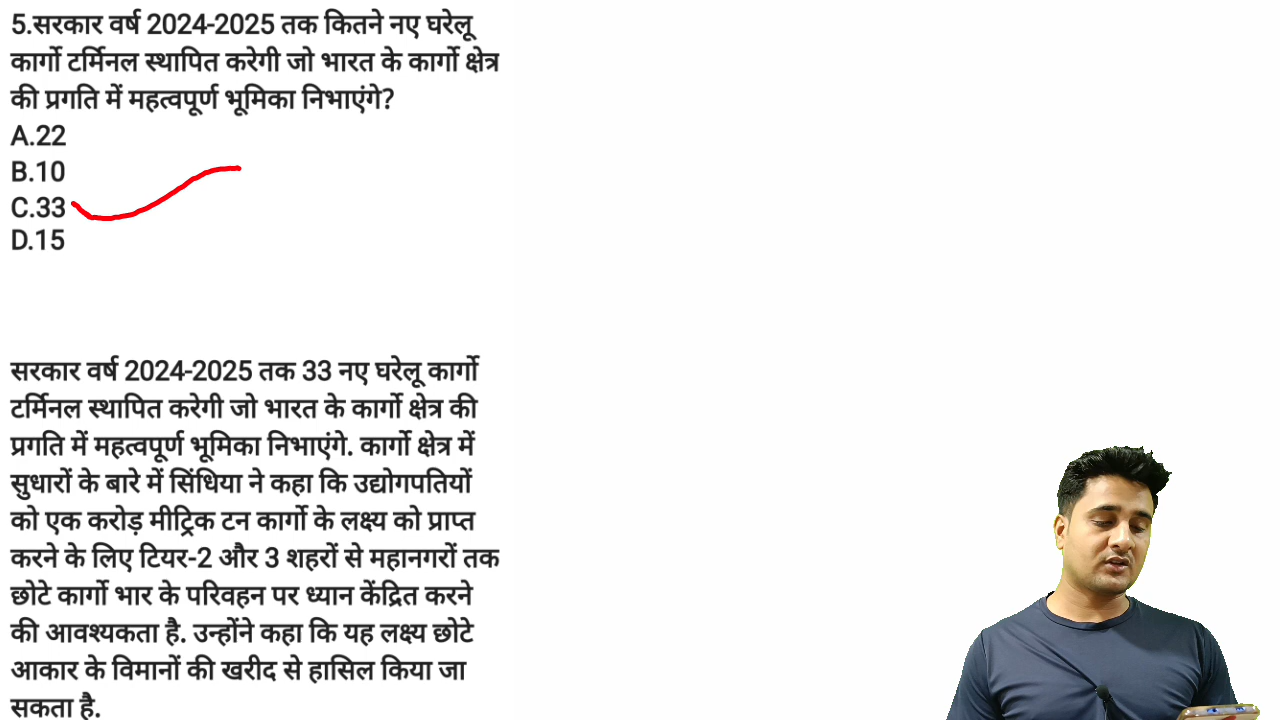 5.सरकार वर्ष 2024-2025 तक कितने नए घरेलू
कार्गो टर्मिनल स्थापित करेगी जो भारत के कार्गो क्षेत्र
की प्रगति में महत्वपूर्ण भूमिका निभाएंगे?
A.22
B.10
C.33
D.15
सरकार वर्ष 2024-2025 तक 33 नए घरेलू कार्गो
टर्मिनल स्थापित करेगी जो भारत के कार्गो क्षेत्र की
प्रगति में महत्वपूर्ण भूमिका निभाएंगे. कार्गो क्षेत्र में
सुधारों के बारे में सिंधिया ने कहा कि उद्योगपतियों
को एक करोड़ मीट्रिक टन कार्गो के लक्ष्य को प्राप्त
करने के लिए टियर-2 और 3 शहरों से महानगरों तक
छोटे कार्गो भार के परिवहन पर ध्यान केंद्रित करने
की आवश्यकता है. उन्होंने कहा कि यह लक्ष्य छोटे
आकार के विमानों की खरीद से हासिल किया जा
सकता है.